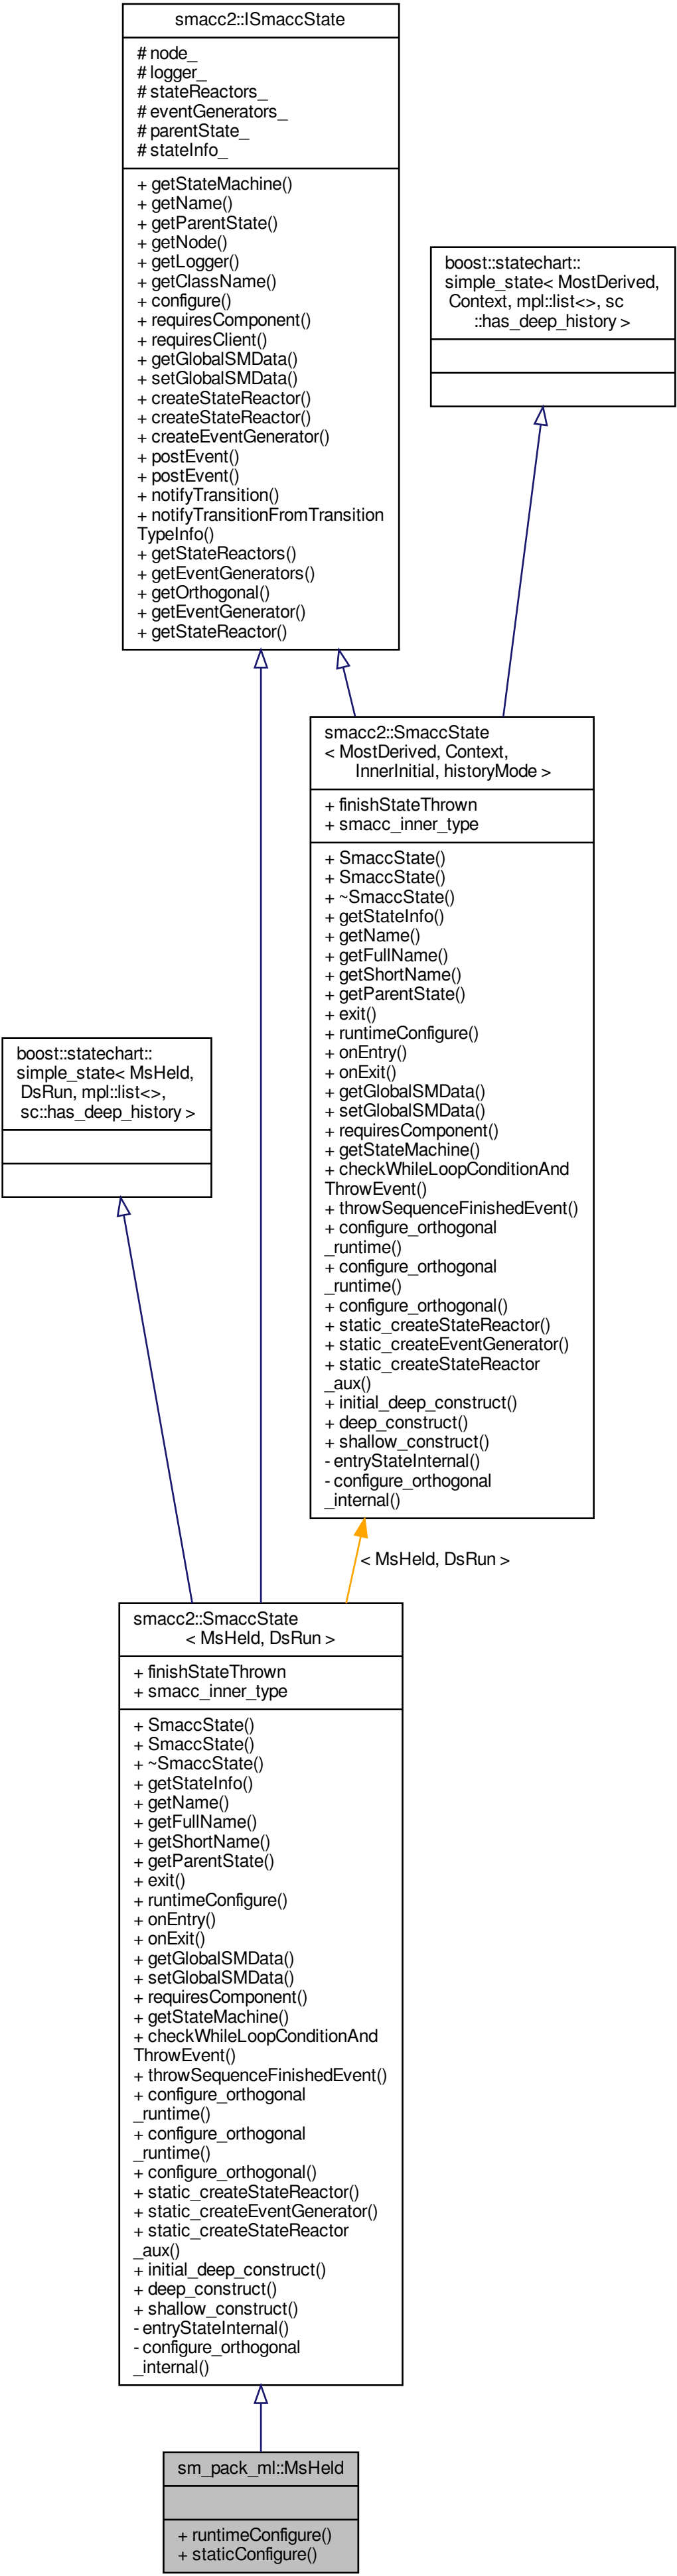 smacc2::ISmaccState
# node_
# logger_
# stateReactors_
# eventGenerators_
# parentState_
# stateInfo_
+ getStateMachine()
+ getName()
+ getParentState()
+ getNode()
+ getLogger()
+ getClassName()
+ configure()
+ requiresComponent()
+ requiresClient()
+ getGlobalSMData()
+ setGlobalSMData()
+ createStateReactor()
+ createStateReactor()
+ createEventGenerator()
+ postEvent()
+ postEvent()
+ notifyTransition()
+ notifyTransitionFromTransition
TypeInfo()
+ getStateReactors()
+ getEventGenerators()
+ getOrthogonal()
+ getEventGenerator()
+ getStateReactor()
boost::statechart::
simple_state< MostDerived,
Context, mpl::list<>, sc
::has_deep_history >
smacc2::SmaccState
< MostDerived, Context,
InnerInitial, historyMode >
+ finishStateThrown
+ smacc_inner_type
+ SmaccState()
+ SmaccState()
+ ~SmaccState()
+ getStateInfo()
+ getName()
+ getFullName()
+ getShortName()
+ getParentState()
+ exit()
+ runtimeConfigure()
+ onEntry()
+ onExit()
+ getGlobalSMData()
+ setGlobalSMData()
+ requiresComponent()
+ getStateMachine()
+ checkWhileLoopConditionAnd
ThrowEvent()
+ throwSequenceFinishedEvent()
+ configure_orthogonal
_runtime()
+ configure_orthogonal
_runtime()
+ configure_orthogonal()
+ static_createStateReactor()
+ static_createEventGenerator()
+ static_createStateReactor
_aux()
+ initial_deep_construct()
+ deep_construct()
+ shallow_construct()
- entryStateInternal()
- configure_orthogonal
_internal()
boost::statechart::
simple_state< MsHeld,
DsRun, mpl::list<>,
sc::has_deep_history >
< MsHeld, DsRun >
smacc2::SmaccState
< MsHeld, DsRun >
+ finishStateThrown
+ smacc_inner_type
+ SmaccState()
+ SmaccState()
+ ~SmaccState()
+ getStateInfo()
+ getName()
+ getFullName()
+ getShortName()
+ getParentState()
+ exit()
+ runtimeConfigure()
+ onEntry()
+ onExit()
+ getGlobalSMData()
+ setGlobalSMData()
+ requiresComponent()
+ getStateMachine()
+ checkWhileLoopConditionAnd
ThrowEvent()
+ throwSequenceFinishedEvent()
+ configure_orthogonal
_runtime()
+ configure_orthogonal
_runtime()
+ configure_orthogonal()
+ static_createStateReactor()
+ static_createEventGenerator()
+ static_createStateReactor
_aux()
+ initial_deep_construct()
+ deep_construct()
+ shallow_construct()
- entryStateInternal()
- configure_orthogonal
_internal()
sm_pack_ml::MsHeld
+ runtimeConfigure()
+ staticConfigure()